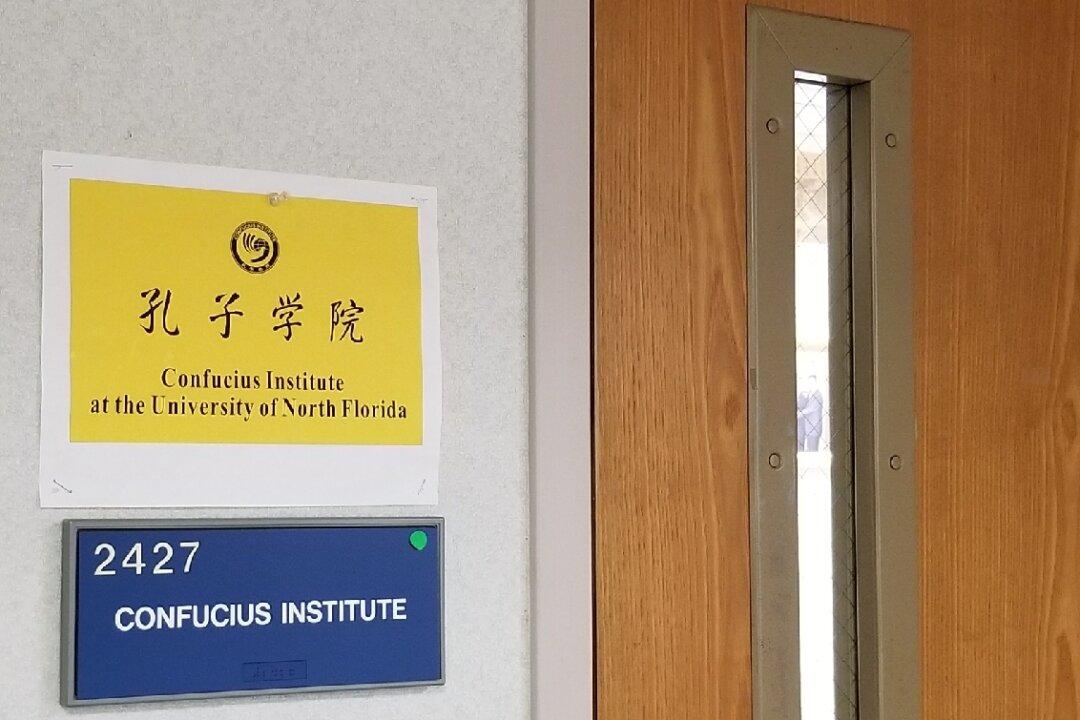 孔子学院
Confucius Institute
at the University of North Florida
2427
CONFUCIUS INSTITUTE